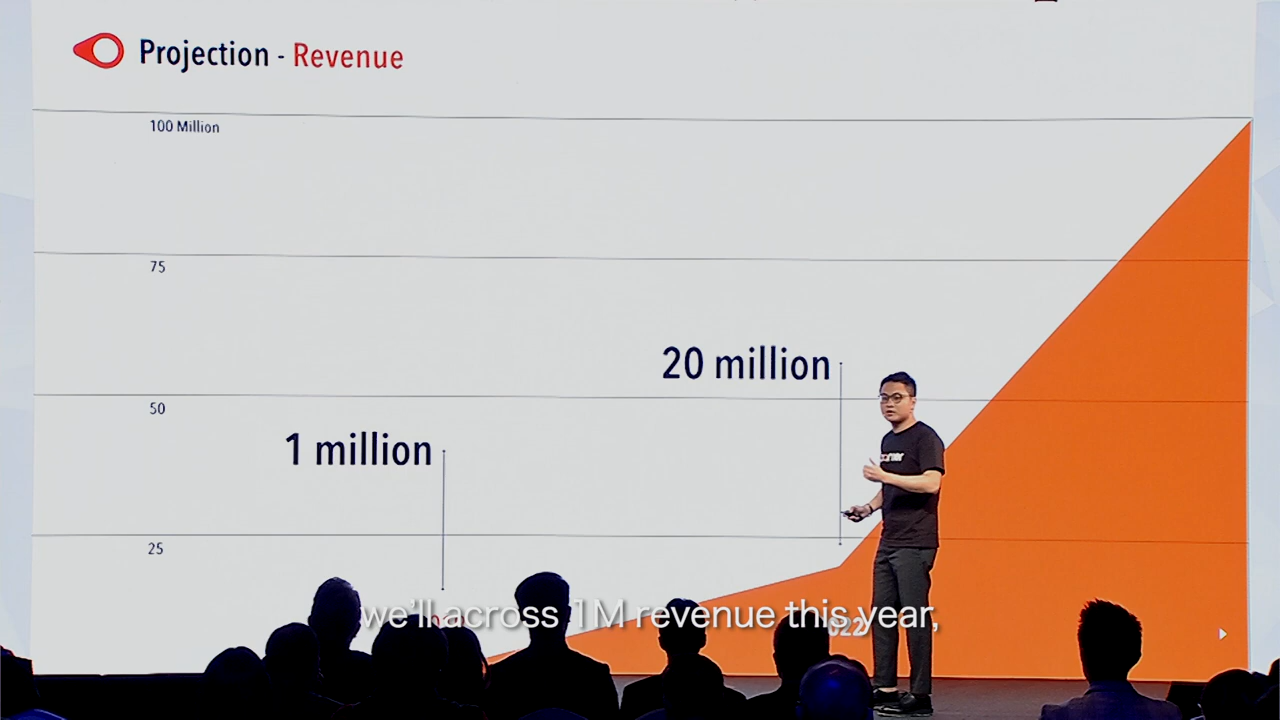 Projection - Revenue
100 Million
75
50
20 million
1 million
25
we'll across 1M revenue this year,